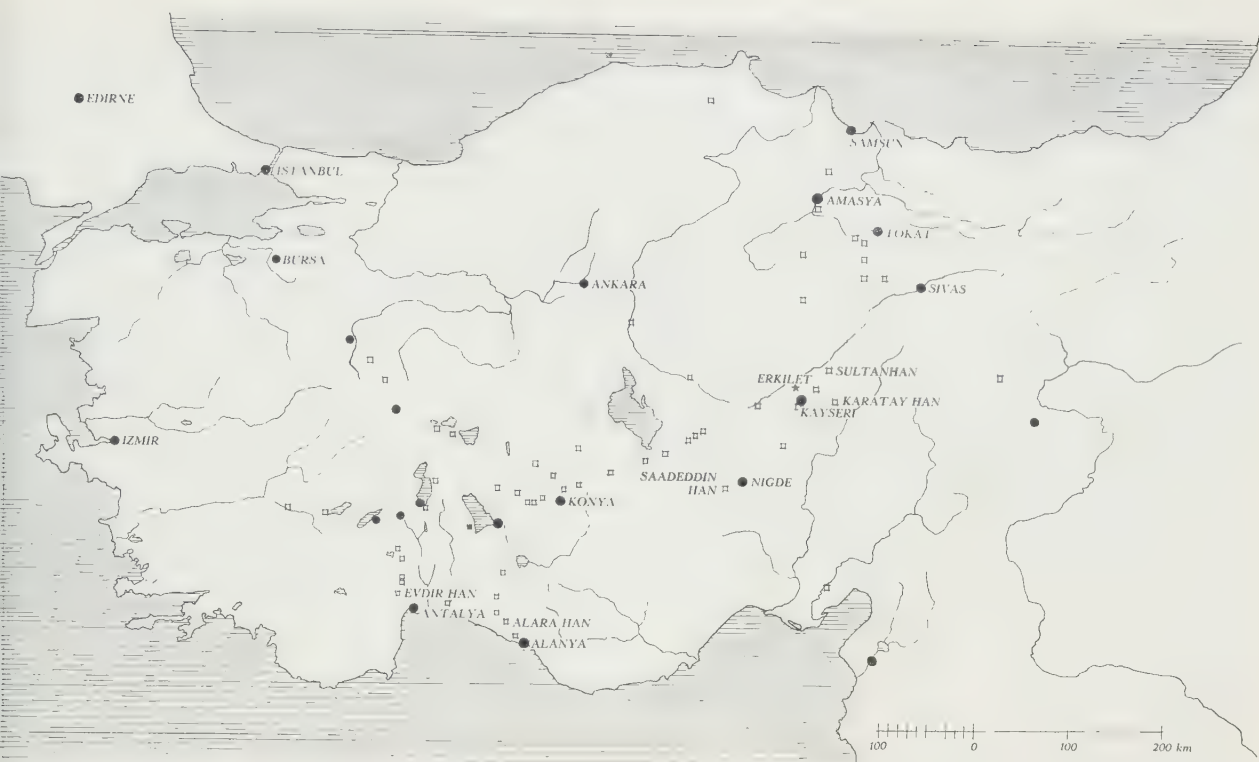 EDIRNE
SAMSUN
ISTANBUL
AMASYA
TOKAT
BURSA
ANKARA
SIVAS
SULTANHAN
ERKILET
KARATAY HAN
KAYSERI
IZMIR
SAADEDDIN
HAN
NIGDE
KONYA
EVDIR HAN
ANTALYA
ALARA HAN
ALANYA
100 0 100 200 km